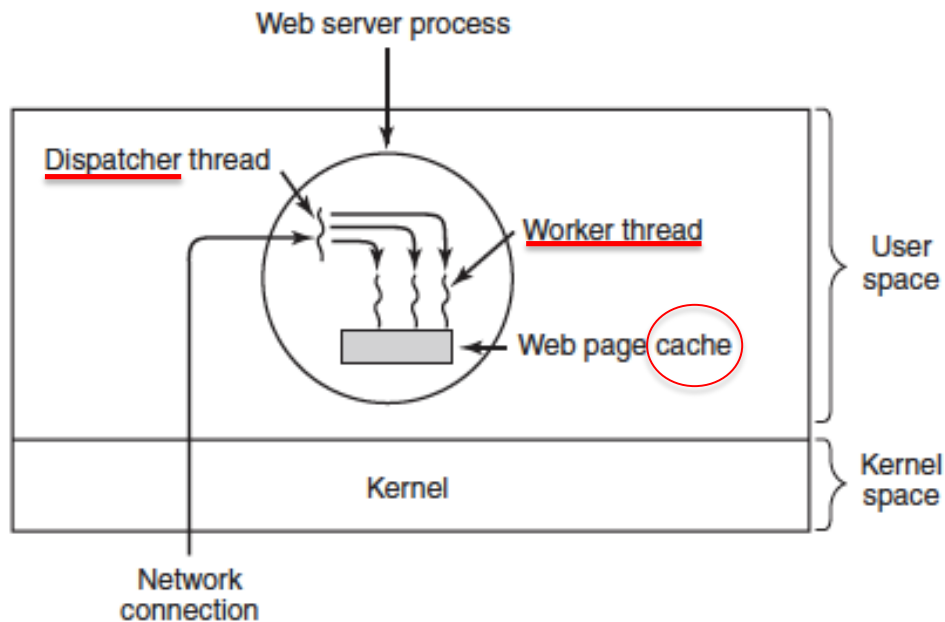 Web server process
Dispatcher thread
Worker thread
User
space
Web page cache
Kernel
Kernel
space
Network
connection